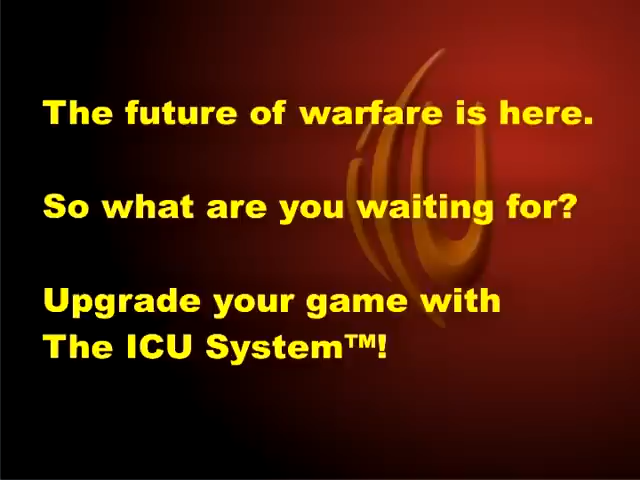 The future of warfare is here.
So what are you waiting for?
Upgrade your game with
The ICU System™!